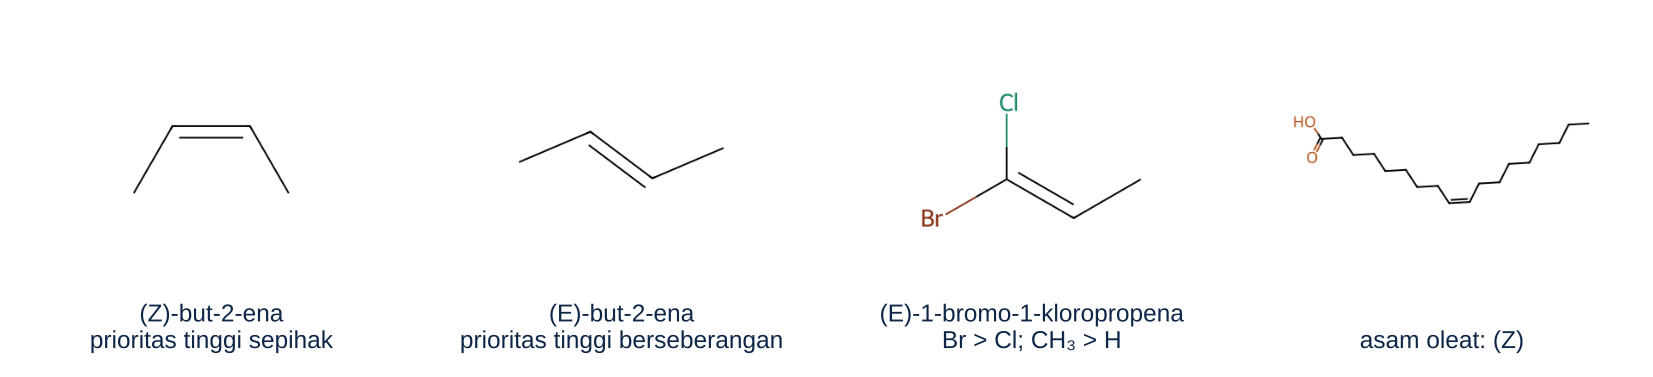 Cl
Br
HO
O
(Z)-but-2-ena
prioritas tinggi sepihak
(E)-but-2-ena
prioritas tinggi berseberangan
(E)-1-bromo-1-kloropropena
Br > Cl; CH₃ > H
asam oleat: (Z)